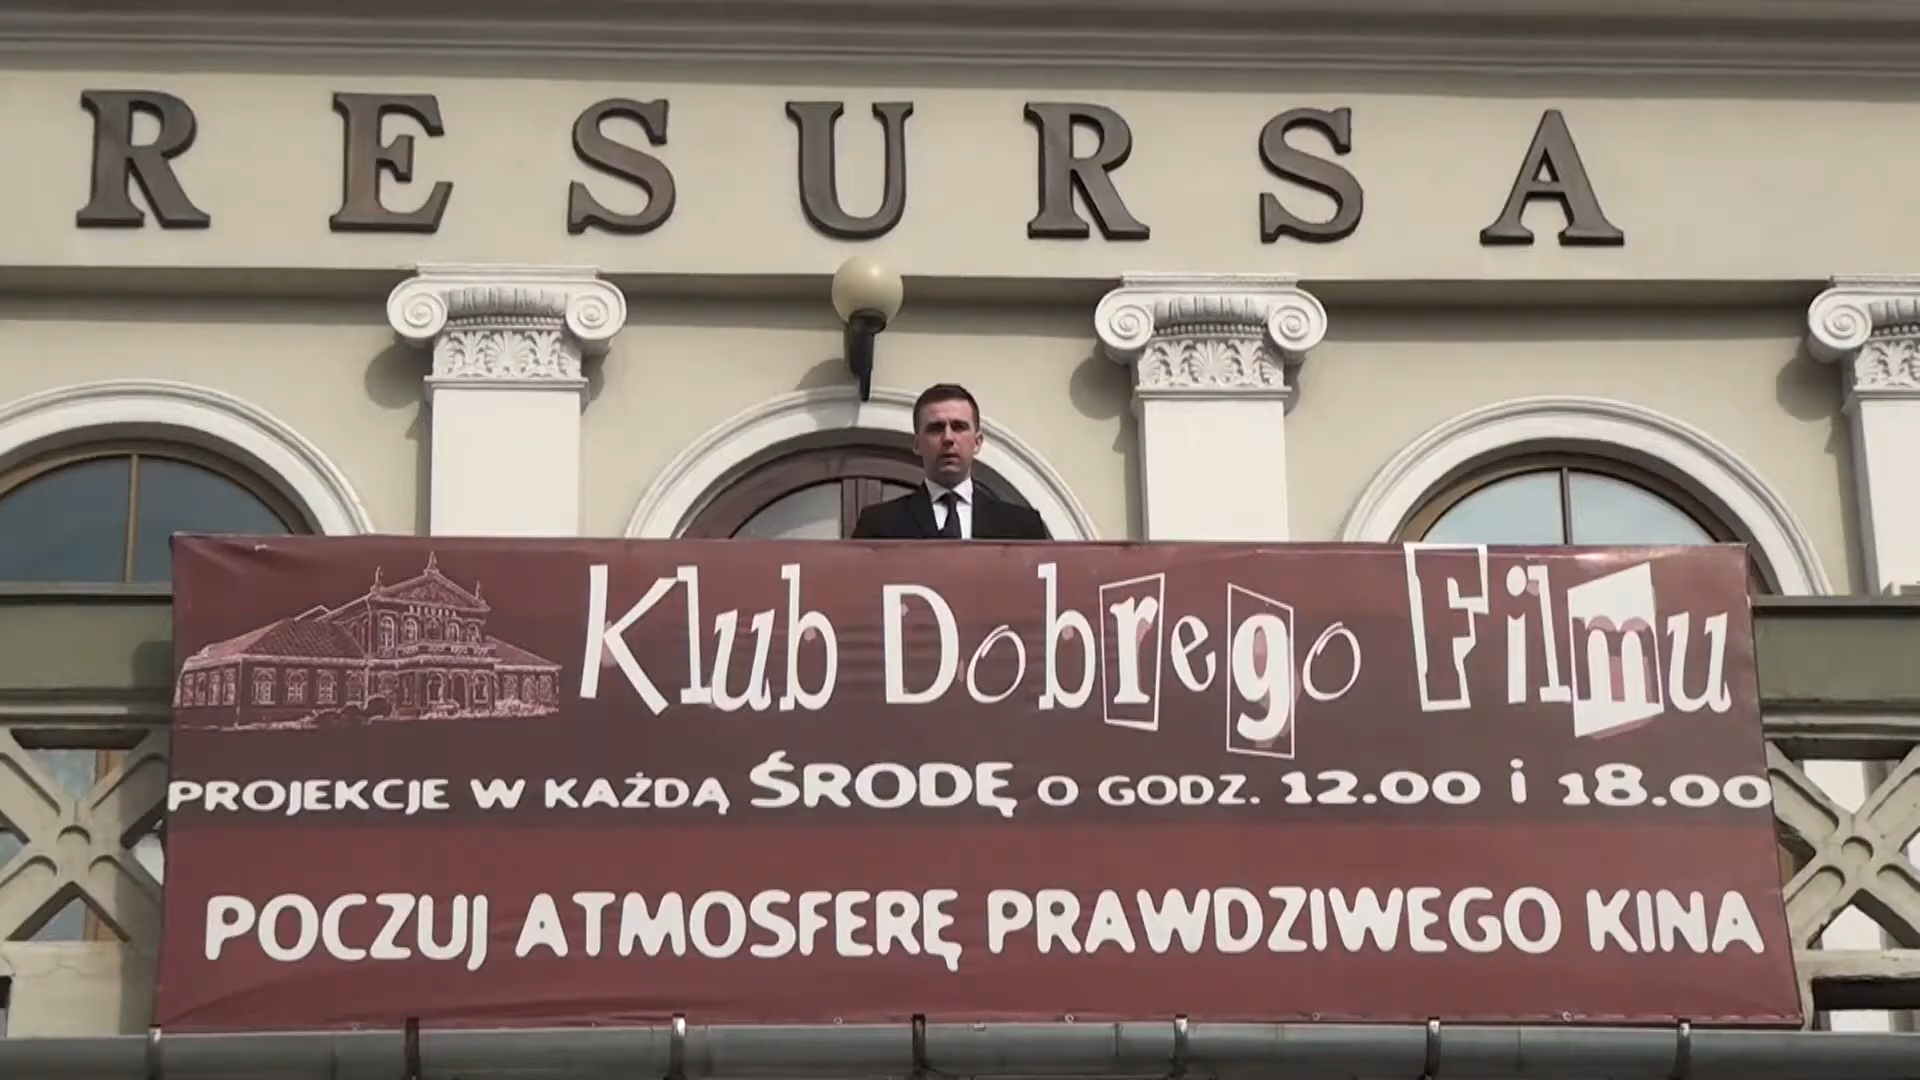 RESURSA
Klub Dobrego Filmu
PROJEKCJE W KAŻDĄ ŚRODĘ O GODZ. 12.00 i 18.00
POCZUJ ATMOSFERĘ PRAWDZIWEGO KINA